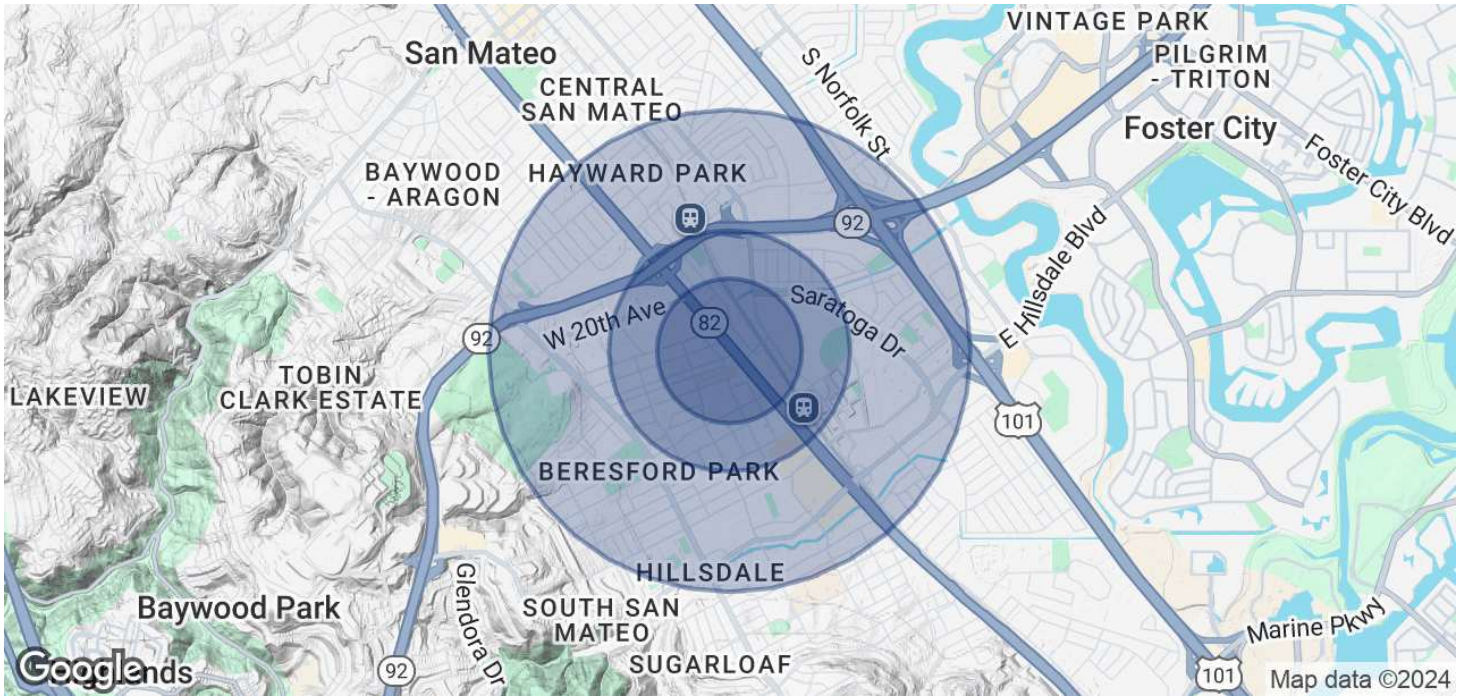 VINTAGE PARK
San Mateo
PILGRIM
- TRITON
CENTRAL
SAN MATEO
S Norfolk St
Foster City
Foster City Blvd
BAYWOOD
- ARAGON
HAYWARD PARK
92
E Hillsdale Blvd
Saratoga Dr
W 20th Ave
82
92
TOBIN
CLARK ESTATE
LAKEVIEW
101
BERESFORD PARK
HILLSDALE
Glendora Dr
Baywood Park
SOUTH SAN
MATEO
Marine Pkwy
SUGARLOAF
92
101
Google
Map data ©2024